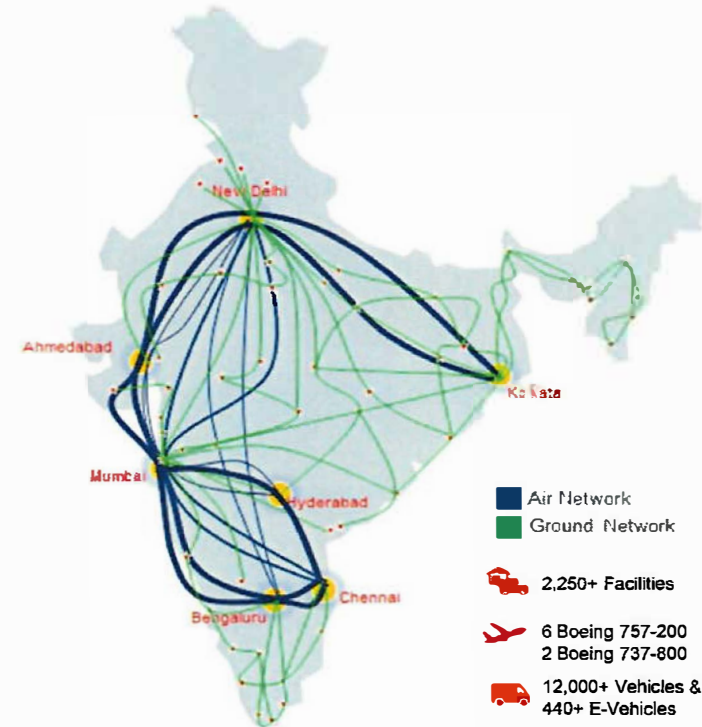 New Delhi
Ahmedabad
Kolkata
Mumbai
Hyderabad
Bengaluru
Chennai
Air Network
Ground Network
2,250+ Facilities
6 Boeing 757-200
2 Boeing 737-800
12,000+ Vehicles &
440+ E-Vehicles